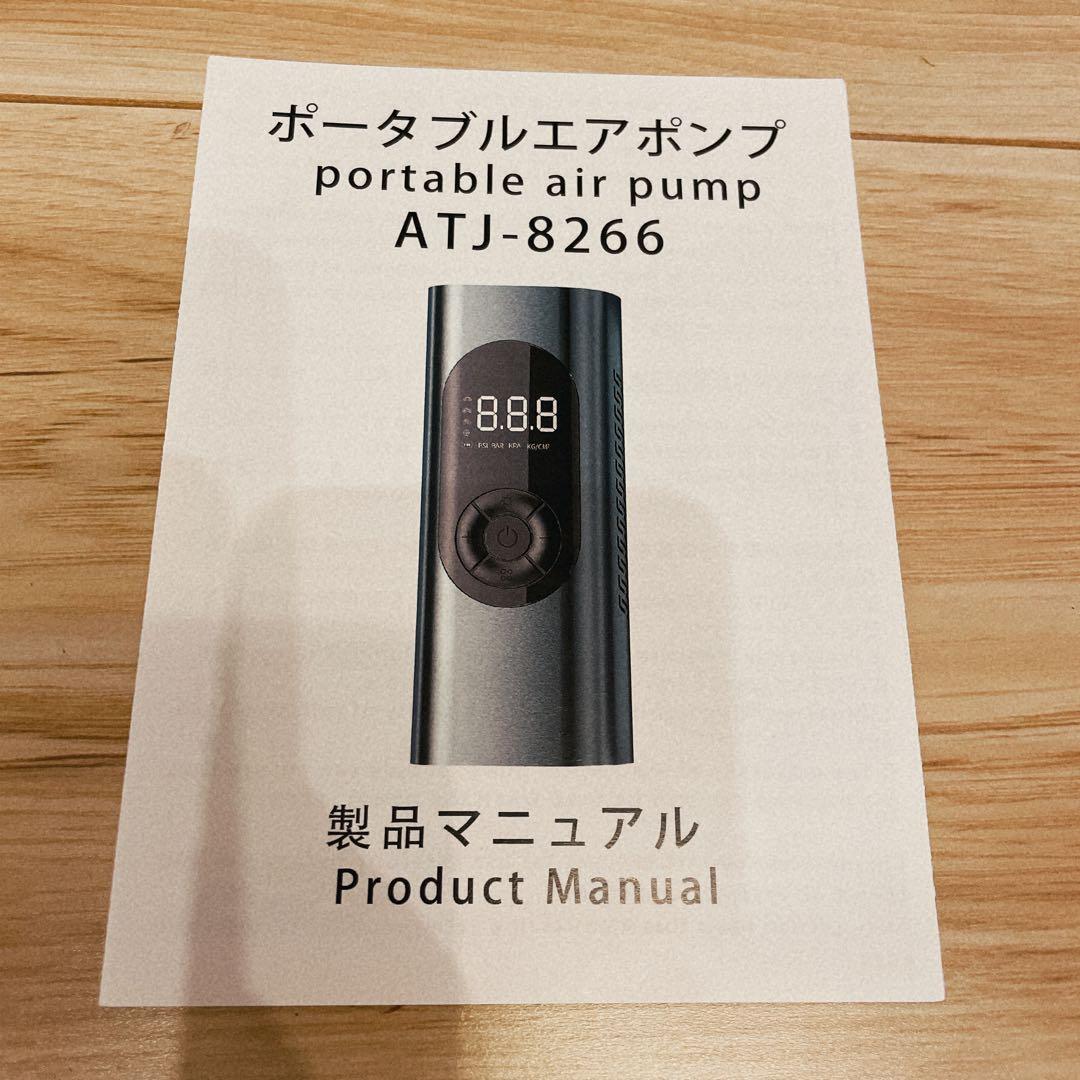 ポータブルエアポンプ
portable air pump
ATJ-8266
8.8.8
PSI BAR KPA KG/CM²
製品マニュアル
Product Manual